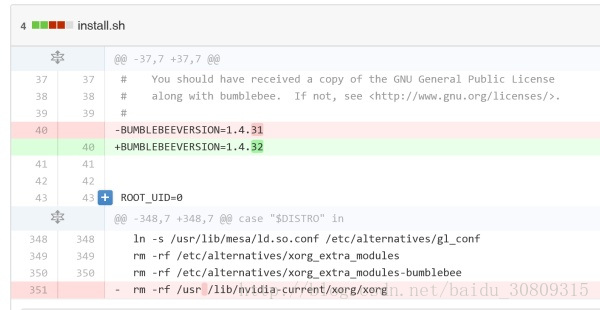 4 install.sh
@@ -37,7 +37,7 @@
37 37 # You should have received a copy of the GNU General Public License
38 38 # along with bumblebee. If not, see <http://www.gnu.org/licenses/>.
39 39 #
40 -BUMBLEBEEVERSION=1.4.31
40 +BUMBLEBEEVERSION=1.4.32
41 41
42 42
43 43 + ROOT_UID=0
@@ -348,7 +348,7 @@ case "$DISTRO" in
348 348 ln -s /usr/lib/mesa/ld.so.conf /etc/alternatives/gl_conf
349 349 rm -rf /etc/alternatives/xorg_extra_modules
350 350 rm -rf /etc/alternatives/xorg_extra_modules-bumblebee
351 - rm -rf /usr /lib/nvidia-current/xorg/xorg
http://blog.csdn.net/baidu_30809315